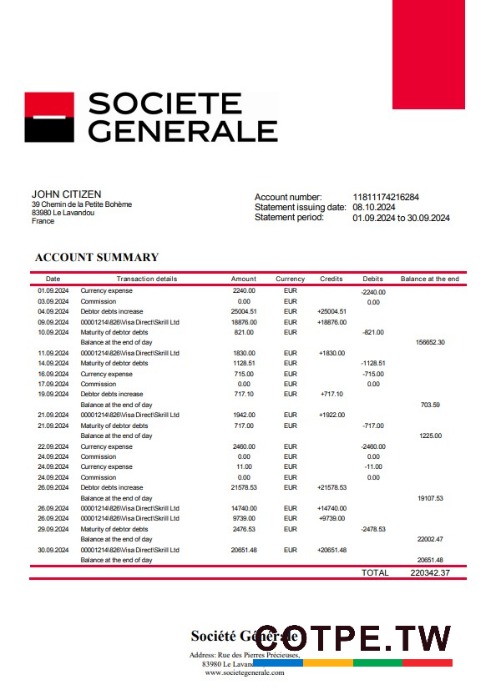 SOCIETE
GENERALE
JOHN CITIZEN
39 Chemin de la Petite Bohème
83980 Le Lavandou
France
Account number: 11811174216284
Statement issuing date: 08.10.2024
Statement period: 01.09.2024 to 30.09.2024
ACCOUNT SUMMARY
Date Transaction details Amount Currency Credits Debits Balance at the end
01.09.2024 Currency expense 2240.00 EUR -2240.00
03.09.2024 Commission 0.00 EUR 0.00
04.09.2024 Debtor debts increase 25004.51 EUR +25004.51
09.09.2024 00001214\826\Visa Direct\Skrill Ltd 16876.00 EUR +16876.00
10.09.2024 Maturity of debtor debts 821.00 EUR -821.00
Balance at the end of day 156652.30
11.09.2024 00001214\826\Visa Direct\Skrill Ltd 1830.00 EUR +1830.00
14.09.2024 Maturity of debtor debts 1128.51 EUR -1128.51
16.09.2024 Currency expense 715.00 EUR -715.00
17.09.2024 Commission 0.00 EUR 0.00
19.09.2024 Debtor debts increase 717.10 EUR +717.10
Balance at the end of day 703.59
21.09.2024 00001214\826\Visa Direct\Skrill Ltd 1942.00 EUR +1922.00
21.09.2024 Maturity of debtor debts 717.00 EUR -717.00
Balance at the end of day 1225.00
22.09.2024 Currency expense 2460.00 EUR -2460.00
24.09.2024 Commission 0.00 EUR 0.00
24.09.2024 Currency expense 11.00 EUR -11.00
24.09.2024 Commission 0.00 EUR 0.00
26.09.2024 Debtor debts increase 21578.53 EUR +21578.53
Balance at the end of day 19107.53
26.09.2024 00001214\826\Visa Direct\Skrill Ltd 14740.00 EUR +14740.00
26.09.2024 00001214\826\Visa Direct\Skrill Ltd 9739.00 EUR +9739.00
29.09.2024 Maturity of debtor debts 2476.53 EUR -2478.53
Balance at the end of day 22002.47
30.09.2024 00001214\826\Visa Direct\Skrill Ltd 20651.48 EUR +20651.48
Balance at the end of day 20651.48
TOTAL 220342.37
Société Générale
COTPE.TW
Address: Rue des Pierres Précieuses,
83980 Le
www.societegenerale.com